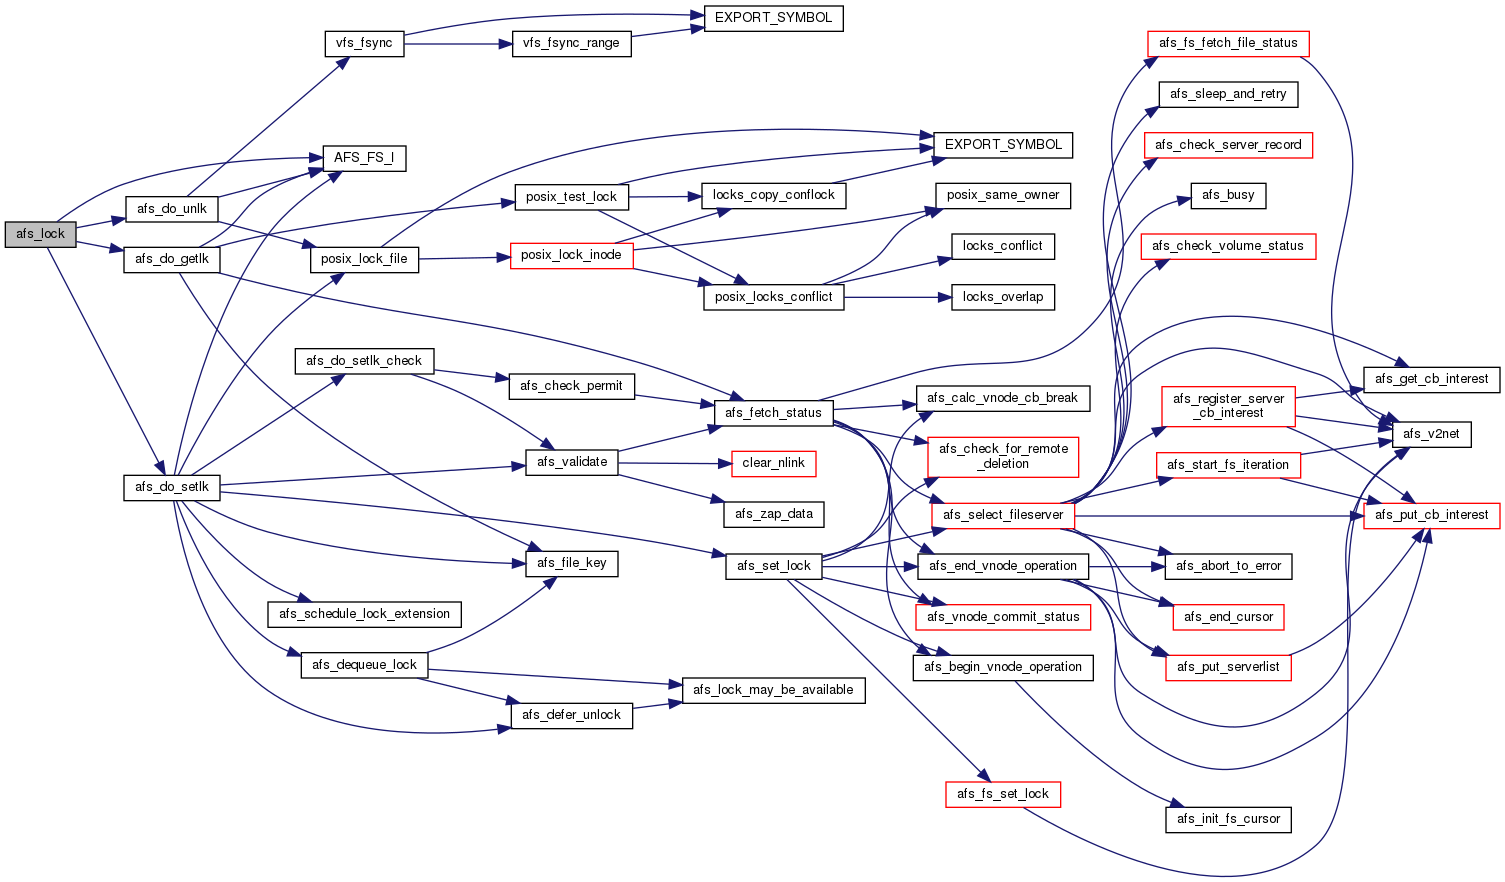 afs_lock
afs_do_unlk
afs_do_getlk
afs_do_setlk
vfs_fsync
AFS_FS_I
posix_lock_file
afs_do_setlk_check
afs_schedule_lock_extension
afs_dequeue_lock
vfs_fsync_range
posix_test_lock
posix_lock_inode
afs_check_permit
afs_validate
afs_file_key
afs_defer_unlock
EXPORT_SYMBOL
locks_copy_conflock
posix_locks_conflict
afs_fetch_status
clear_nlink
afs_zap_data
afs_set_lock
afs_lock_may_be_available
EXPORT_SYMBOL
posix_same_owner
locks_conflict
locks_overlap
afs_calc_vnode_cb_break
afs_check_for_remote
_deletion
afs_select_fileserver
afs_end_vnode_operation
afs_vnode_commit_status
afs_begin_vnode_operation
afs_fs_set_lock
afs_fs_fetch_file_status
afs_sleep_and_retry
afs_check_server_record
afs_busy
afs_check_volume_status
afs_register_server
_cb_interest
afs_start_fs_iteration
afs_abort_to_error
afs_end_cursor
afs_put_serverlist
afs_init_fs_cursor
afs_get_cb_interest
afs_v2net
afs_put_cb_interest